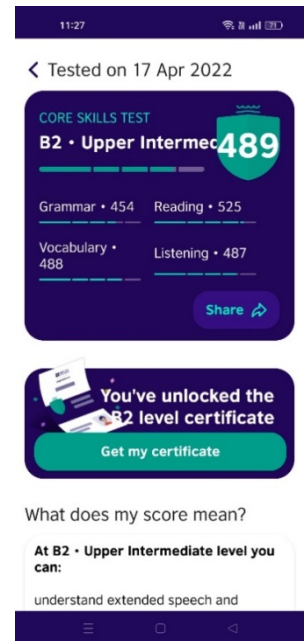 11:27
Tested on 17 Apr 2022
CORE SKILLS TEST
B2 • Upper Intermec
489
Grammar • 454
Reading • 525
Vocabulary •
488
Listening • 487
Share
You've unlocked the
B2 level certificate
Get my certificate
What does my score mean?
At B2 • Upper Intermediate level you
can:
understand extended speech and